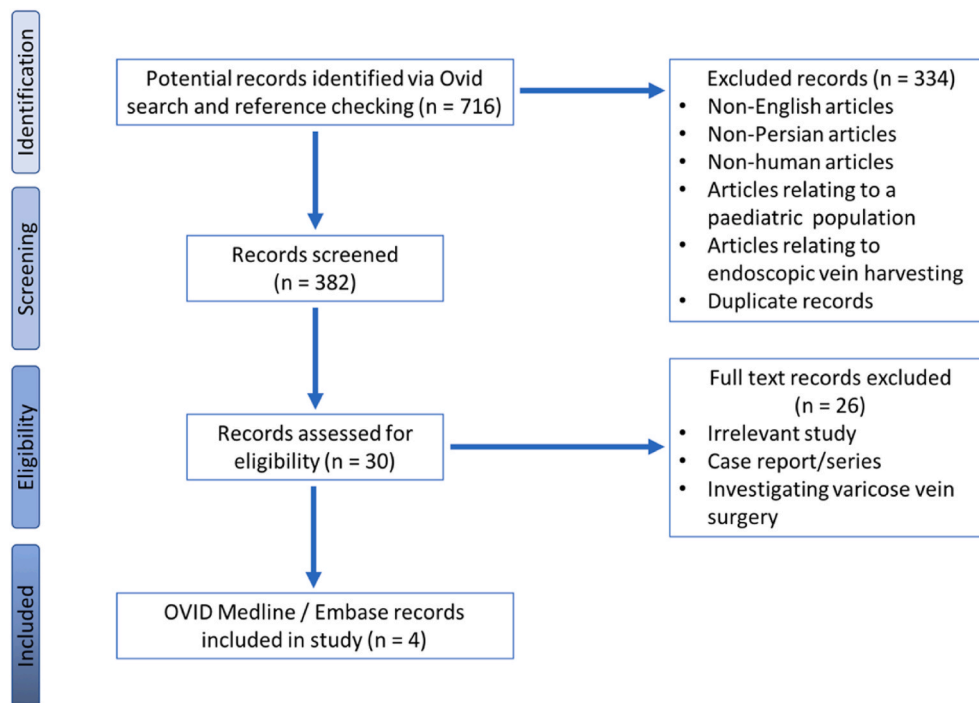 Identification
Potential records identified via Ovid
search and reference checking (n = 716)
Excluded records (n = 334)
• Non-English articles
• Non-Persian articles
• Non-human articles
• Articles relating to a
paediatric population
• Articles relating to
endoscopic vein harvesting
• Duplicate records
Screening
Records screened
(n = 382)
Eligibility
Records assessed for
eligibility (n = 30)
Full text records excluded
(n = 26)
• Irrelevant study
• Case report/series
• Investigating varicose vein
surgery
Included
OVID Medline / Embase records
included in study (n = 4)